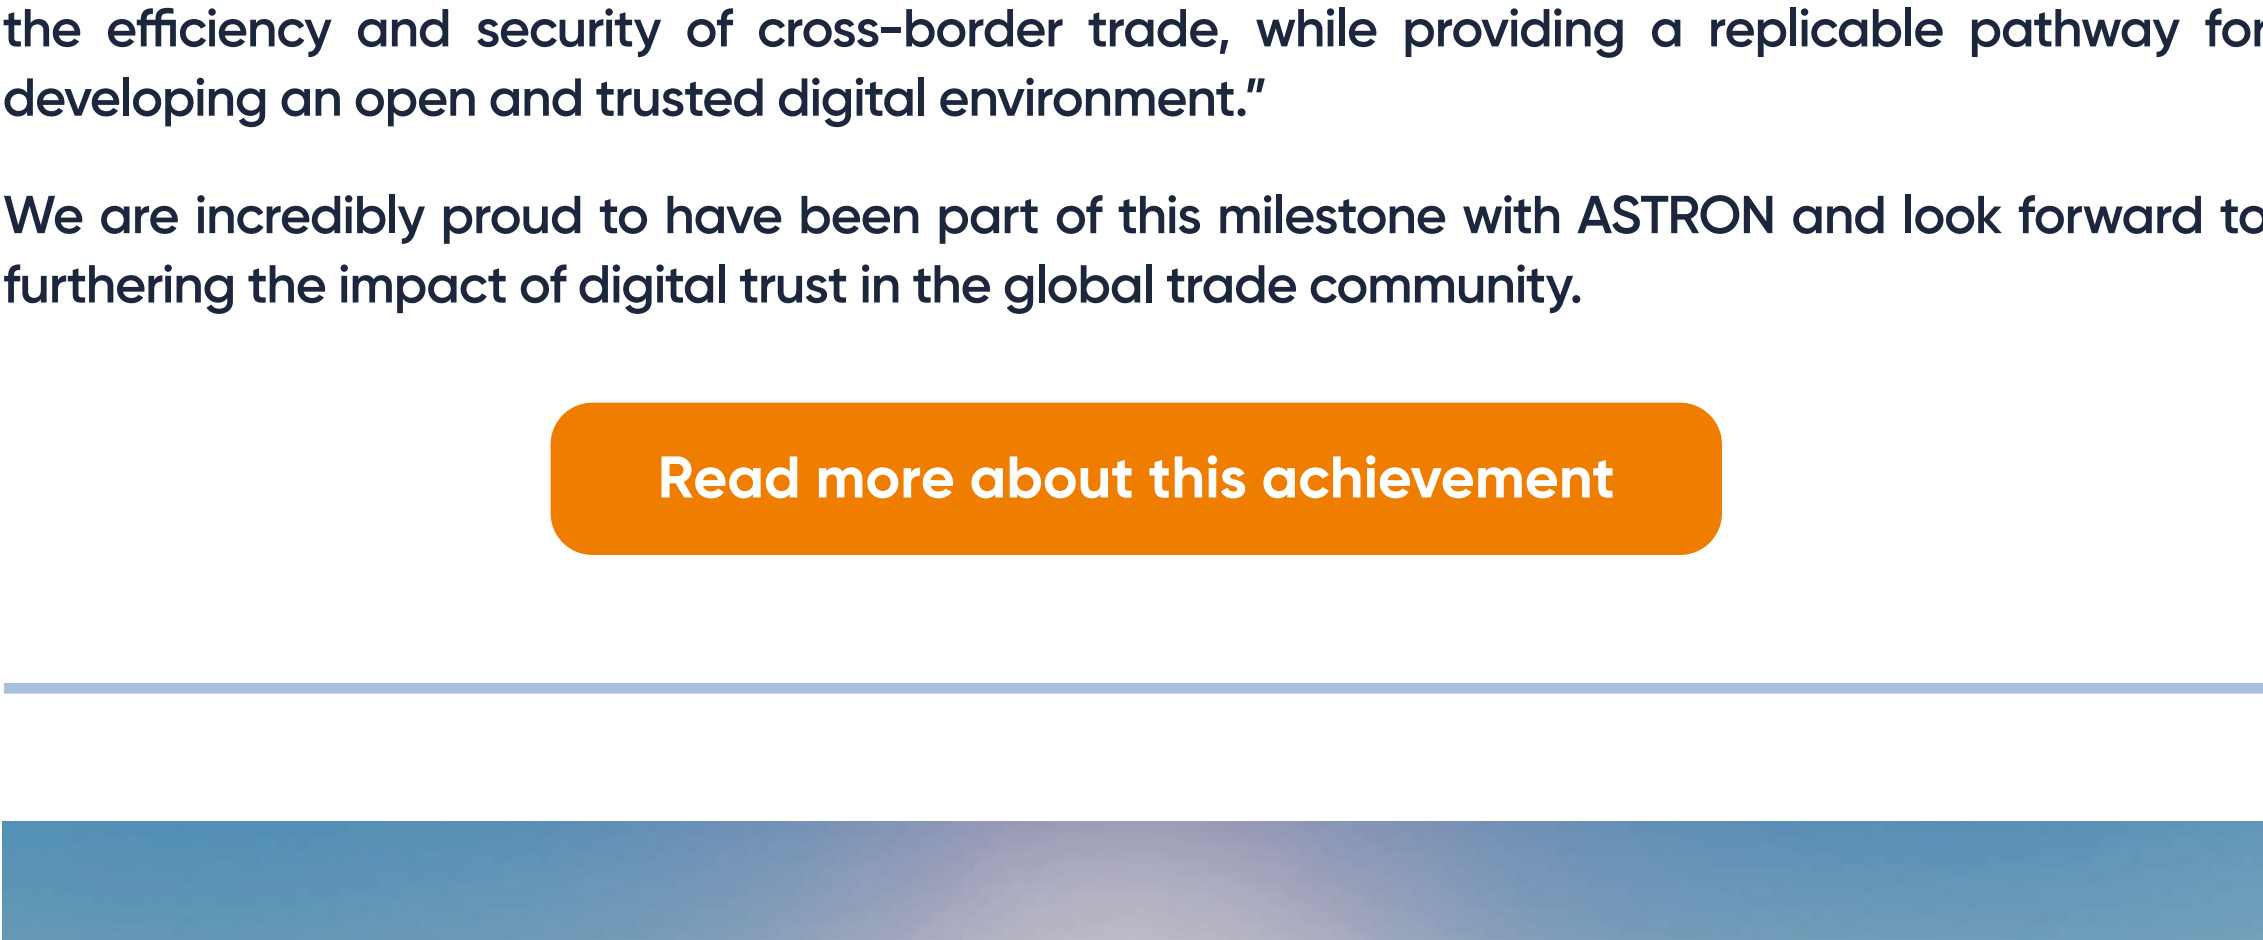 the efficiency and security of cross-border trade, while providing a replicable pathway for
developing an open and trusted digital environment.”
We are incredibly proud to have been part of this milestone with ASTRON and look forward to
furthering the impact of digital trust in the global trade community.
Read more about this achievement